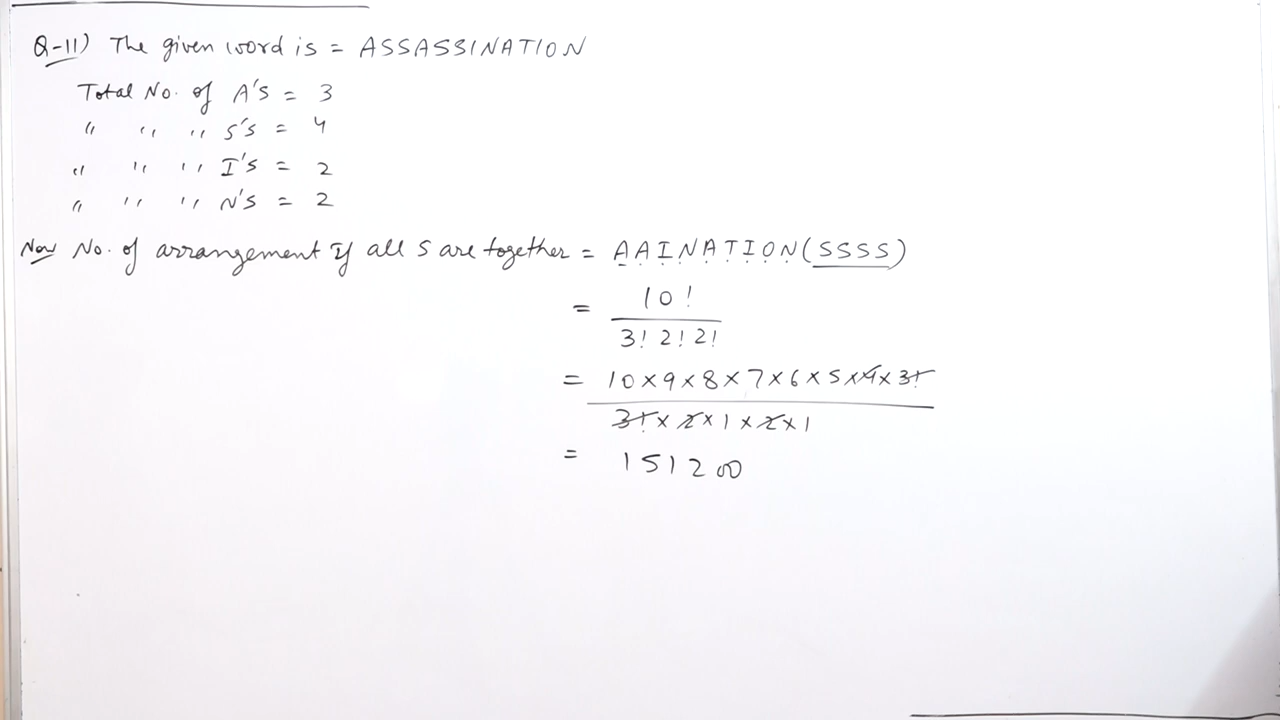 Q-11) The given word is = ASSASSINATION
Total No. of A's = 3
" " " S's = 4
" " " I's = 2
" " " N's = 2
Now No. of arrangement if all S are together = AAINATION(SSSS)
= 10!
3! 2! 2!
= 10×9×8×7×6×5×4×3!
3!×2×1×2×1
= 151200